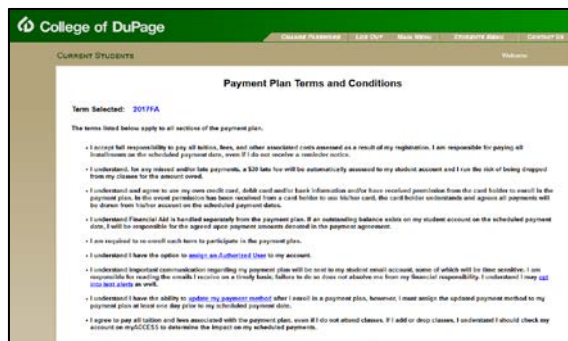 College of DuPage
CHANGE PASSWORD LOG OUT MAIN MENU STUDENTS MENU CONTACT US
CURRENT STUDENTS Welcome
Payment Plan Terms and Conditions
Term Selected: 2017FA
The terms listed below apply to all sections of the payment plan.
• I accept full responsibility to pay all tuition, fees, and other associated costs assessed as a result of my registration. I am responsible for paying all
installments on the scheduled payment date, even if I do not receive a reminder notice.
• I understand, for any missed and/or late payments, a $30 late fee will be automatically assessed to my student account and I run the risk of being dropped
from my classes for the amount owed.
• I understand and agree to use my own credit card, debit card and/or bank information and/or have received permission from the card holder to enroll in the
payment plan. In the event permission has been received from a card holder to use his/her card, the card holder understands and agrees all payments will
be drawn from his/her account on the scheduled payment dates.
• I understand Financial Aid is handled separately from the payment plan. If an outstanding balance exists on my student account on the scheduled payment
date, I will be responsible for the agreed upon payment amounts denoted in the payment agreement.
• I am required to re-enroll each term to participate in the payment plan.
• I understand I have the option to assign an Authorized User to my account.
• I understand important communication regarding my payment plan will be sent to my student email account, some of which will be time sensitive. I am
responsible for reading the emails I receive on a timely basis; failure to do so does not absolve me from my financial responsibility. I understand I may opt
into text alerts as well.
• I understand I have the ability to update my payment method after I enroll in a payment plan, however, I must assign the updated payment method to my
payment plan at least one day prior to my scheduled payment date.
• I agree to pay all tuition and fees associated with the payment plan, even if I do not attend classes. If I add or drop classes, I understand I should check my
account on myACCESS to determine the impact on my scheduled payments.